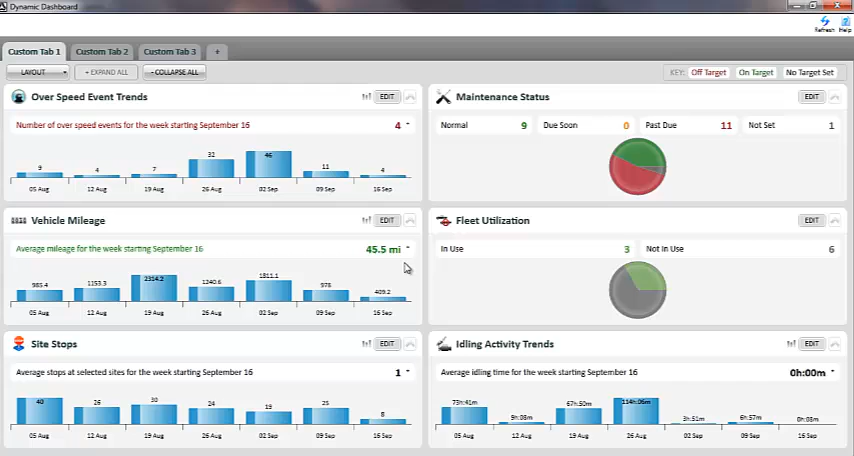 Dynamic Dashboard
Refresh Help
Custom Tab 1 Custom Tab 2 Custom Tab 3 +
LAYOUT + EXPAND ALL - COLLAPSE ALL KEY: Off Target On Target No Target Set
Over Speed Event Trends EDIT
Number of over speed events for the week starting September 16 4
9 4 7 32 46 11 4
05 Aug 12 Aug 19 Aug 26 Aug 02 Sep 09 Sep 16 Sep
Maintenance Status EDIT
Normal 9 Due Soon 0 Past Due 11 Not Set 1
Vehicle Mileage EDIT
Average mileage for the week starting September 16 45.5 mi
985.4 1153.3 2314.2 1240.6 1811.1 978 409.2
05 Aug 12 Aug 19 Aug 26 Aug 02 Sep 09 Sep 16 Sep
Fleet Utilization EDIT
In Use 3 Not In Use 6
Site Stops EDIT
Average stops at selected sites for the week starting September 16 1
40 26 30 24 19 25 8
05 Aug 12 Aug 19 Aug 26 Aug 02 Sep 09 Sep 16 Sep
Idling Activity Trends EDIT
Average idling time for the week starting September 16 0h:00m
73h:41m 9h:08m 67h:50m 114h:06m 3h:51m 6h:57m 0h:08m
05 Aug 12 Aug 19 Aug 26 Aug 02 Sep 09 Sep 16 Sep